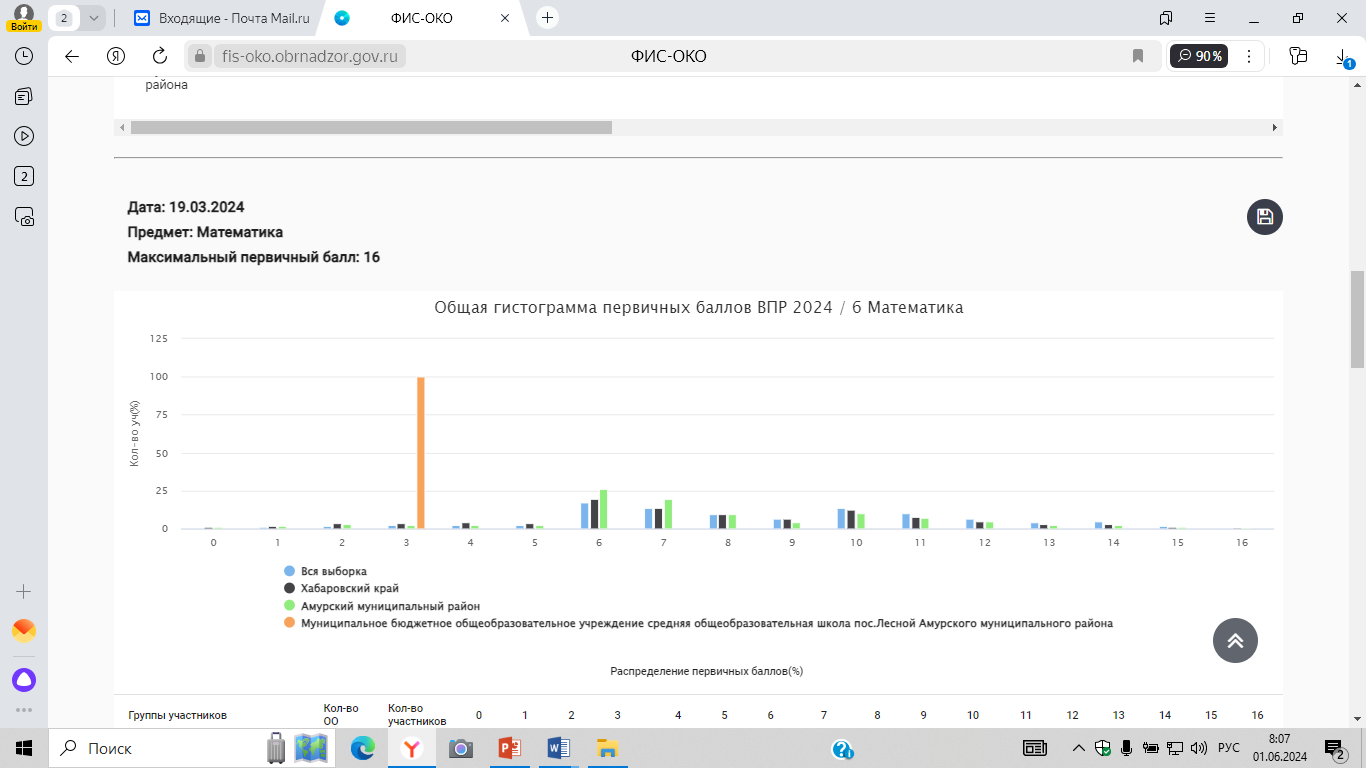 Войти
2
Входящие - Почта Mail.ru
ФИС-ОКО
fis-oko.obrnadzor.gov.ru
ФИС-ОКО
90%
1
2
района
Дата: 19.03.2024
Предмет: Математика
Максимальный первичный балл: 16
Общая гистограмма первичных баллов ВПР 2024 / 6 Математика
Кол-во уч(%)
125
100
75
50
25
0
0 1 2 3 4 5 6 7 8 9 10 11 12 13 14 15 16
Вся выборка
Хабаровский край
Амурский муниципальный район
Муниципальное бюджетное общеобразовательное учреждение средняя общеобразовательная школа пос.Лесной Амурского муниципального района
Распределение первичных баллов(%)
Группы участников Кол-во ОО Кол-во участников 0 1 2 3 4 5 6 7 8 9 10 11 12 13 14 15 16
Поиск
РУС
8:07
01.06.2024
2